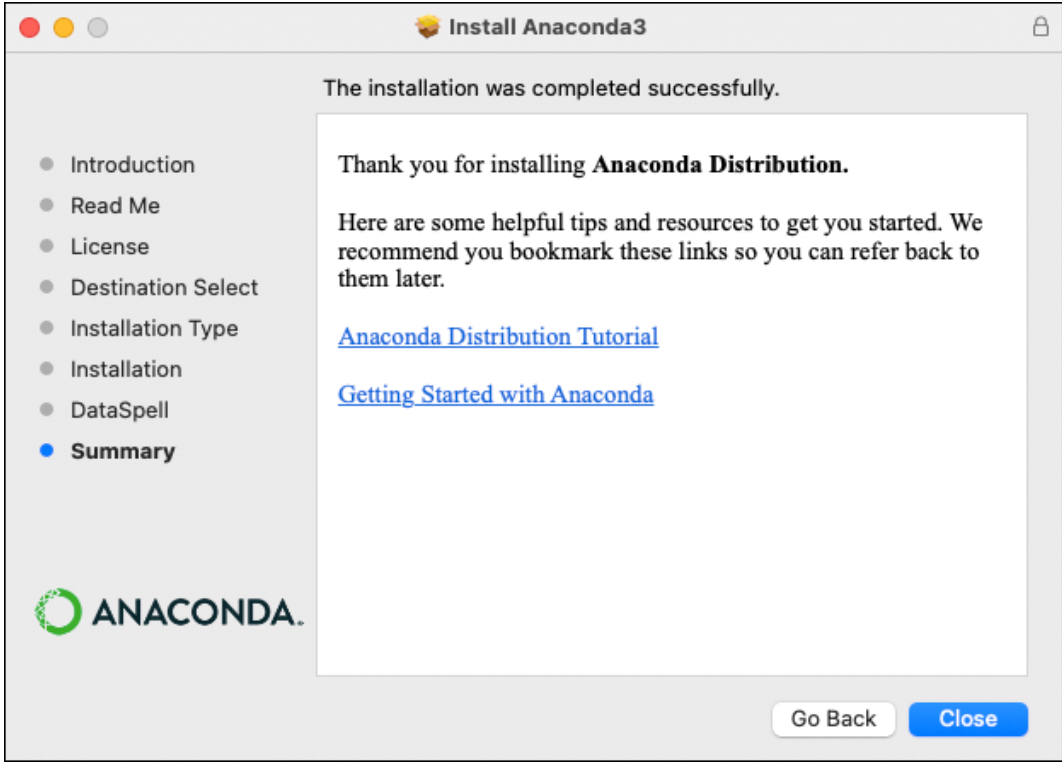 Install Anaconda3
The installation was completed successfully.
Introduction
Read Me
License
Destination Select
Installation Type
Installation
DataSpell
Summary
Thank you for installing Anaconda Distribution.
Here are some helpful tips and resources to get you started. We
recommend you bookmark these links so you can refer back to
them later.
Anaconda Distribution Tutorial
Getting Started with Anaconda
ANACONDA.
Go Back
Close